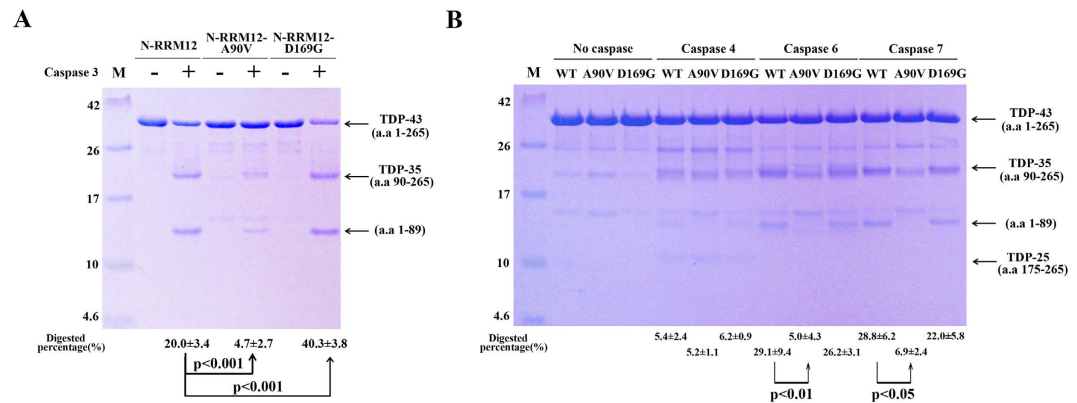 A
N-RRM12
N-RRM12-
A90V
N-RRM12-
D169G
Caspase 3 M - + - + - +
42
26
17
10
4.6
TDP-43
(a.a 1-265)
TDP-35
(a.a 90-265)
(a.a 1-89)
Digested
percentage(%)
20.0±3.4 4.7±2.7 40.3±3.8
p<0.001
p<0.001
B
No caspase Caspase 4 Caspase 6 Caspase 7
M WT A90V D169G WT A90V D169G WT A90V D169G WT A90V D169G
42
26
17
10
4.6
TDP-43
(a.a 1-265)
TDP-35
(a.a 90-265)
(a.a 1-89)
TDP-25
(a.a 175-265)
Digested
percentage(%)
5.4±2.4 6.2±0.9 5.0±4.3 28.8±6.2 22.0±5.8
5.2±1.1 29.1±9.4 26.2±3.1 6.9±2.4
p<0.01 p<0.05